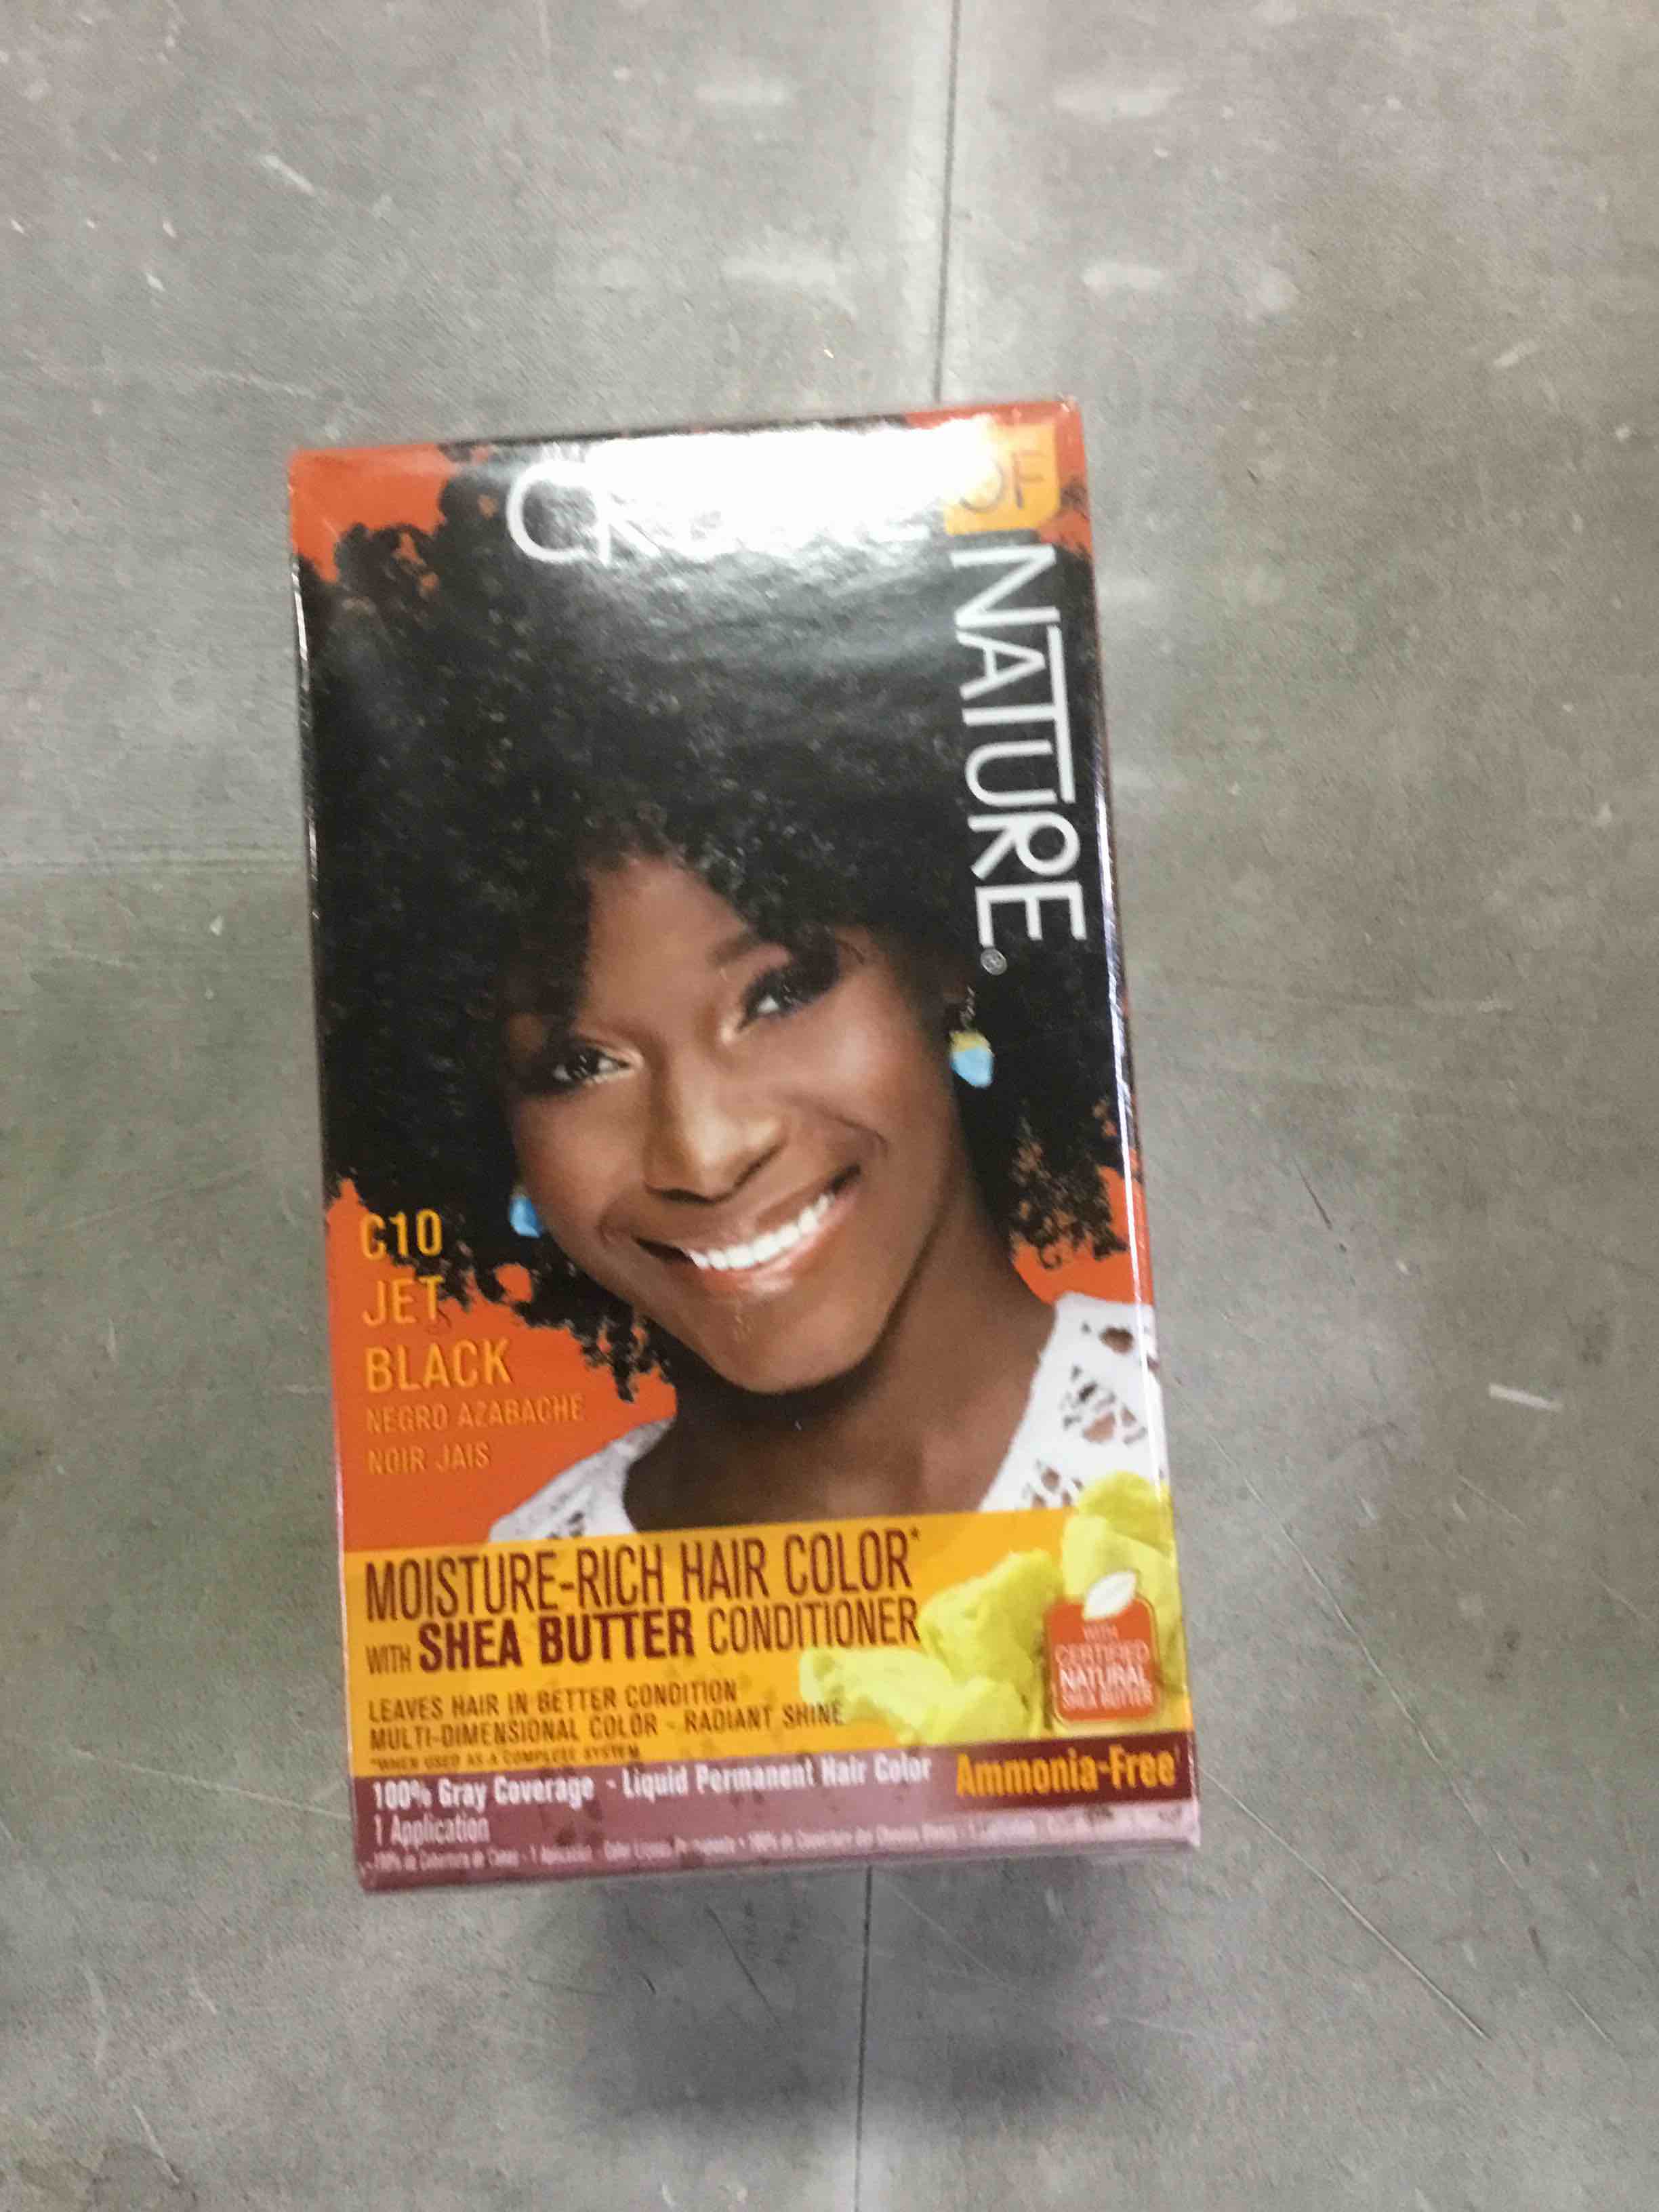 OF
NATURE®
C10
JET
BLACK
NEGRO AZABACHE
NOIR JAIS
MOISTURE-RICH HAIR COLOR*
WITH SHEA BUTTER CONDITIONER
LEAVES HAIR IN BETTER CONDITION*
MULTI-DIMENSIONAL COLOR - RADIANT SHINE
*WHEN USED AS A COMPLETE SYSTEM
WITH
CERTIFIED
NATURAL
SHEA BUTTER
100% Gray Coverage - Liquid Permanent Hair Color
Ammonia-Free
1 Application